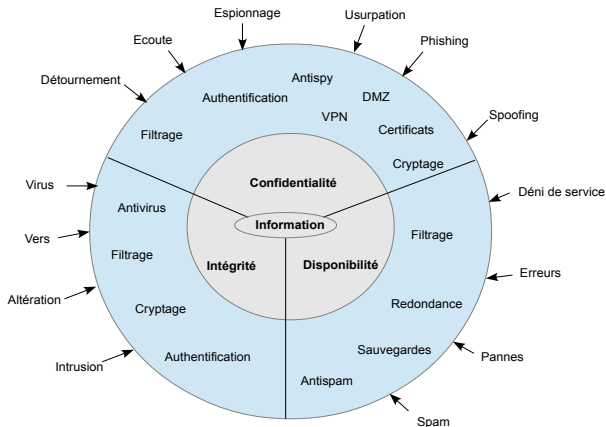 Espionnage
Usurpation
Ecoute
Phishing
Détournement
Antispy
Authentification
DMZ
VPN
Spoofing
Filtrage
Certificats
Cryptage
Confidentialité
Virus
Déni de service
Antivirus
Information
Vers
Filtrage
Filtrage
Intégrité
Disponibilité
Erreurs
Altération
Cryptage
Redondance
Intrusion
Authentification
Sauvegardes
Pannes
Antispam
Spam